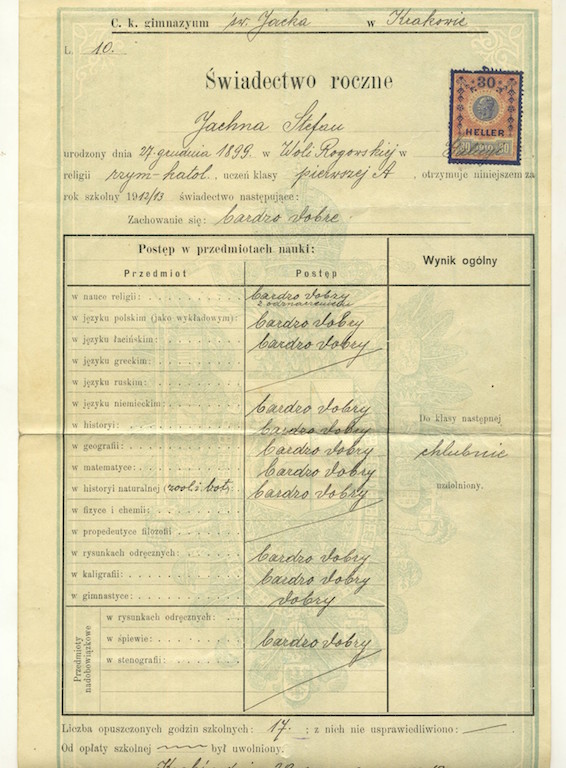 C. k. gimnazyum św. Jacka w Krakowie
L. 10.
Świadectwo roczne
30
HELLER
Jachna Stefan
urodzony dnia 27 grudnia 1899 w Woli Rogowskiej w
religii rzym-katol., uczeń klasy pierwszej A, otrzymuje niniejszem za
rok szkolny 1912/13 świadectwo następujące:
Zachowanie się: bardzo dobre
Postęp w przedmiotach nauki:
Wynik ogólny
Przedmiot Postęp
w nauce religii: bardzo dobry
z odznaczeniem
w języku polskim (jako wykładowym): bardzo dobry
w języku łacińskim: bardzo dobry
w języku greckim:
w języku ruskim:
w języku niemieckim: bardzo dobry
w historyi: bardzo dobry
w geografii: bardzo dobry
w matematyce: bardzo dobry
w historyi naturalnej (zool. i bot.): bardzo dobry
w fizyce i chemii:
w propedeutyce filozofii
w rysunkach odręcznych: bardzo dobry
w kaligrafii: bardzo dobry
w gimnastyce: dobry
Do klasy następnej
chlubnie
uzdolniony.
Przedmioty nadobowiązkowe
w rysunkach odręcznych:
w śpiewie: bardzo dobry
w stenografii:
Liczba opuszczonych godzin szkolnych: 17.; z nich nie usprawiedliwiono: —
Od opłaty szkolnej był uwolniony.